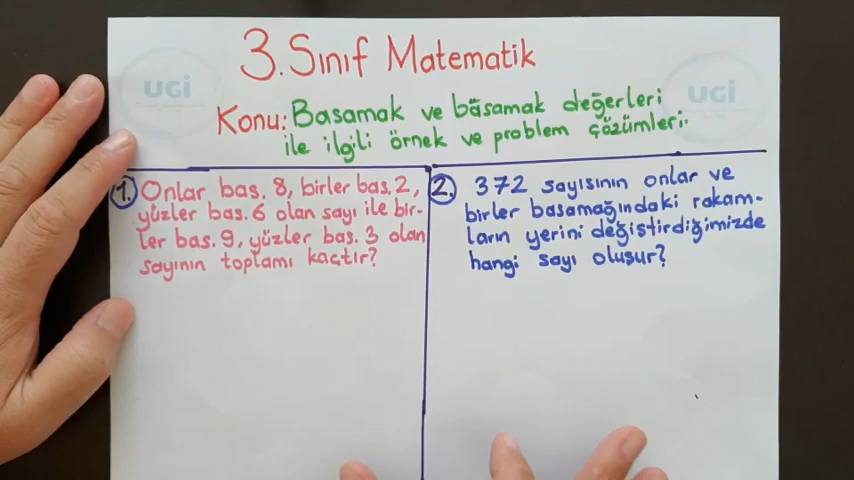 3. Sınıf Matematik
UGi
UGi
Konu: Basamak ve basamak değerleri
ile ilgili örnek ve problem çözümleri.
1. Onlar bas. 8, birler bas. 2,
yüzler bas. 6 olan sayı ile bir-
ler bas. 9, yüzler bas. 3 olan
sayının toplamı kaçtır?
2. 372 sayısının onlar ve
birler basamağındaki rakam-
ların yerini değiştirdiğimizde
hangi sayı oluşur?